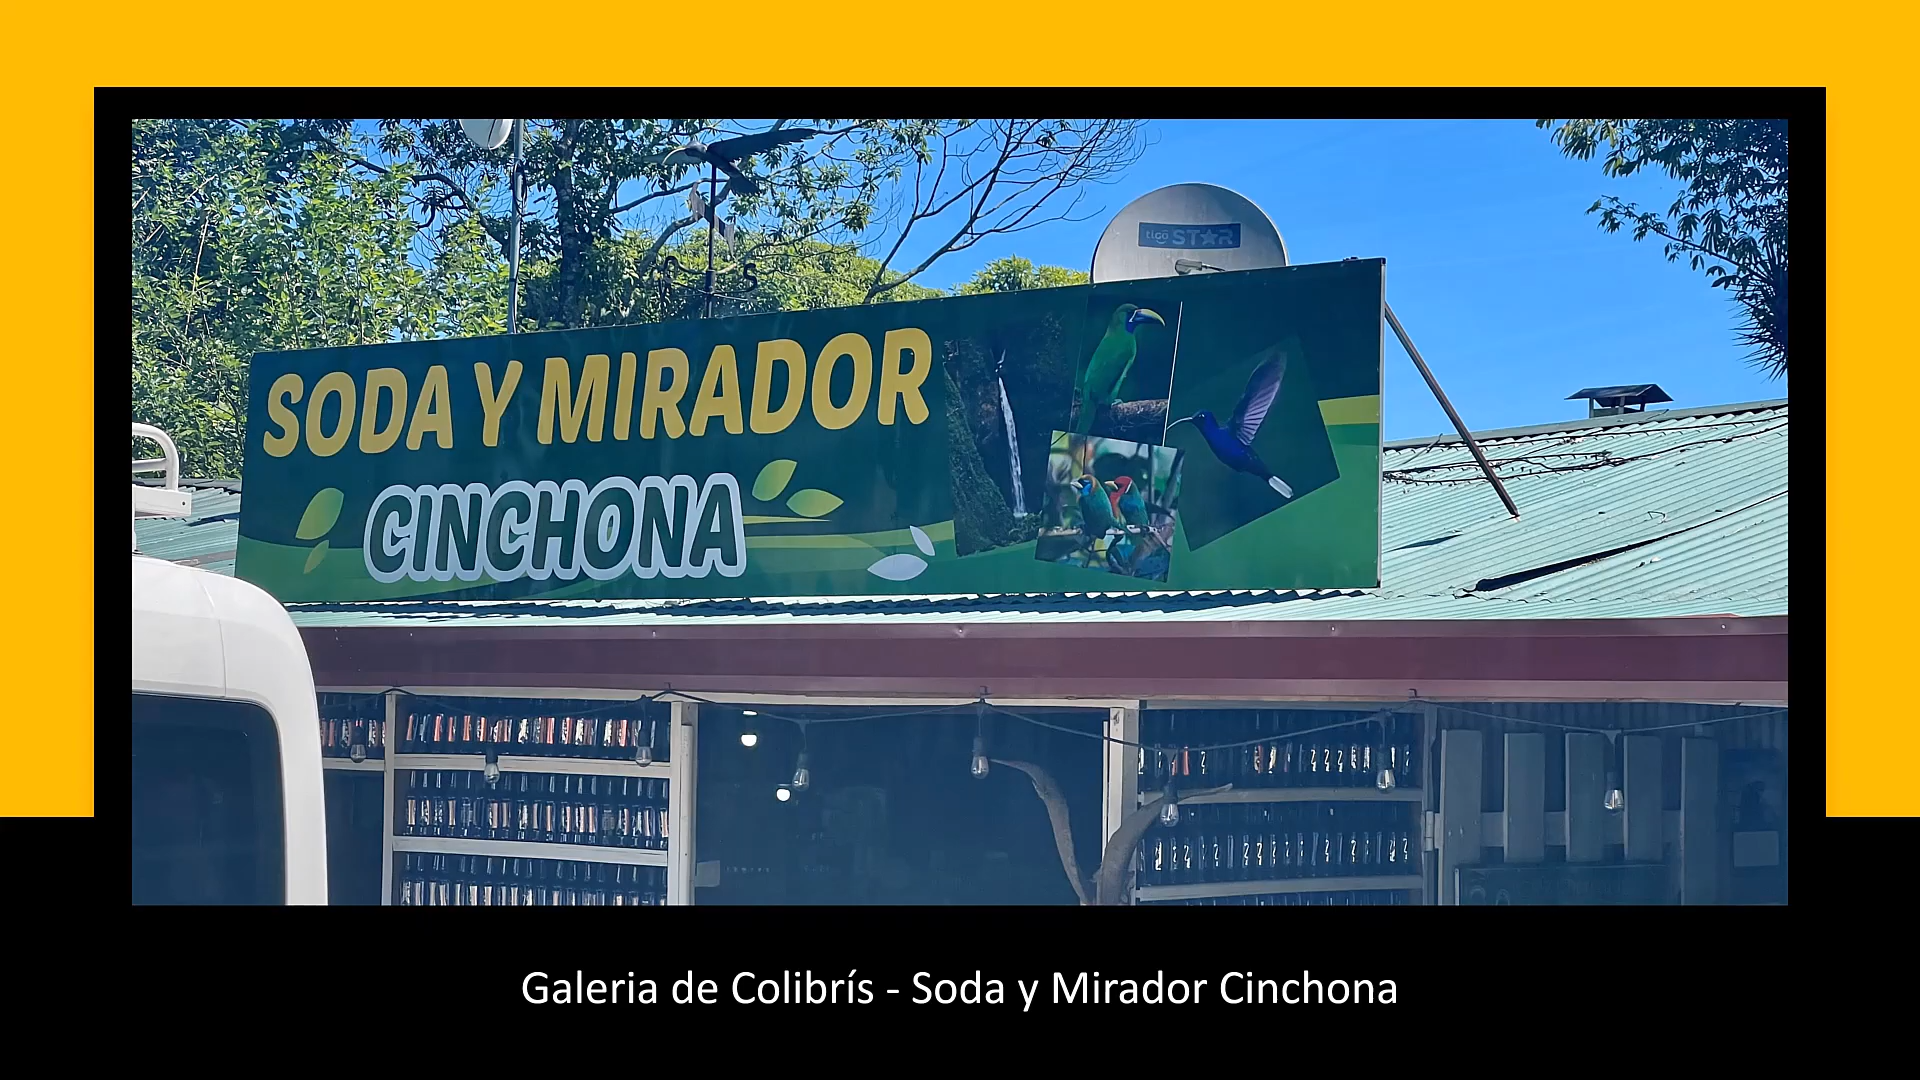 tigo STAR
S
SODA Y MIRADOR
CINCHONA
Galeria de Colibrís - Soda y Mirador Cinchona